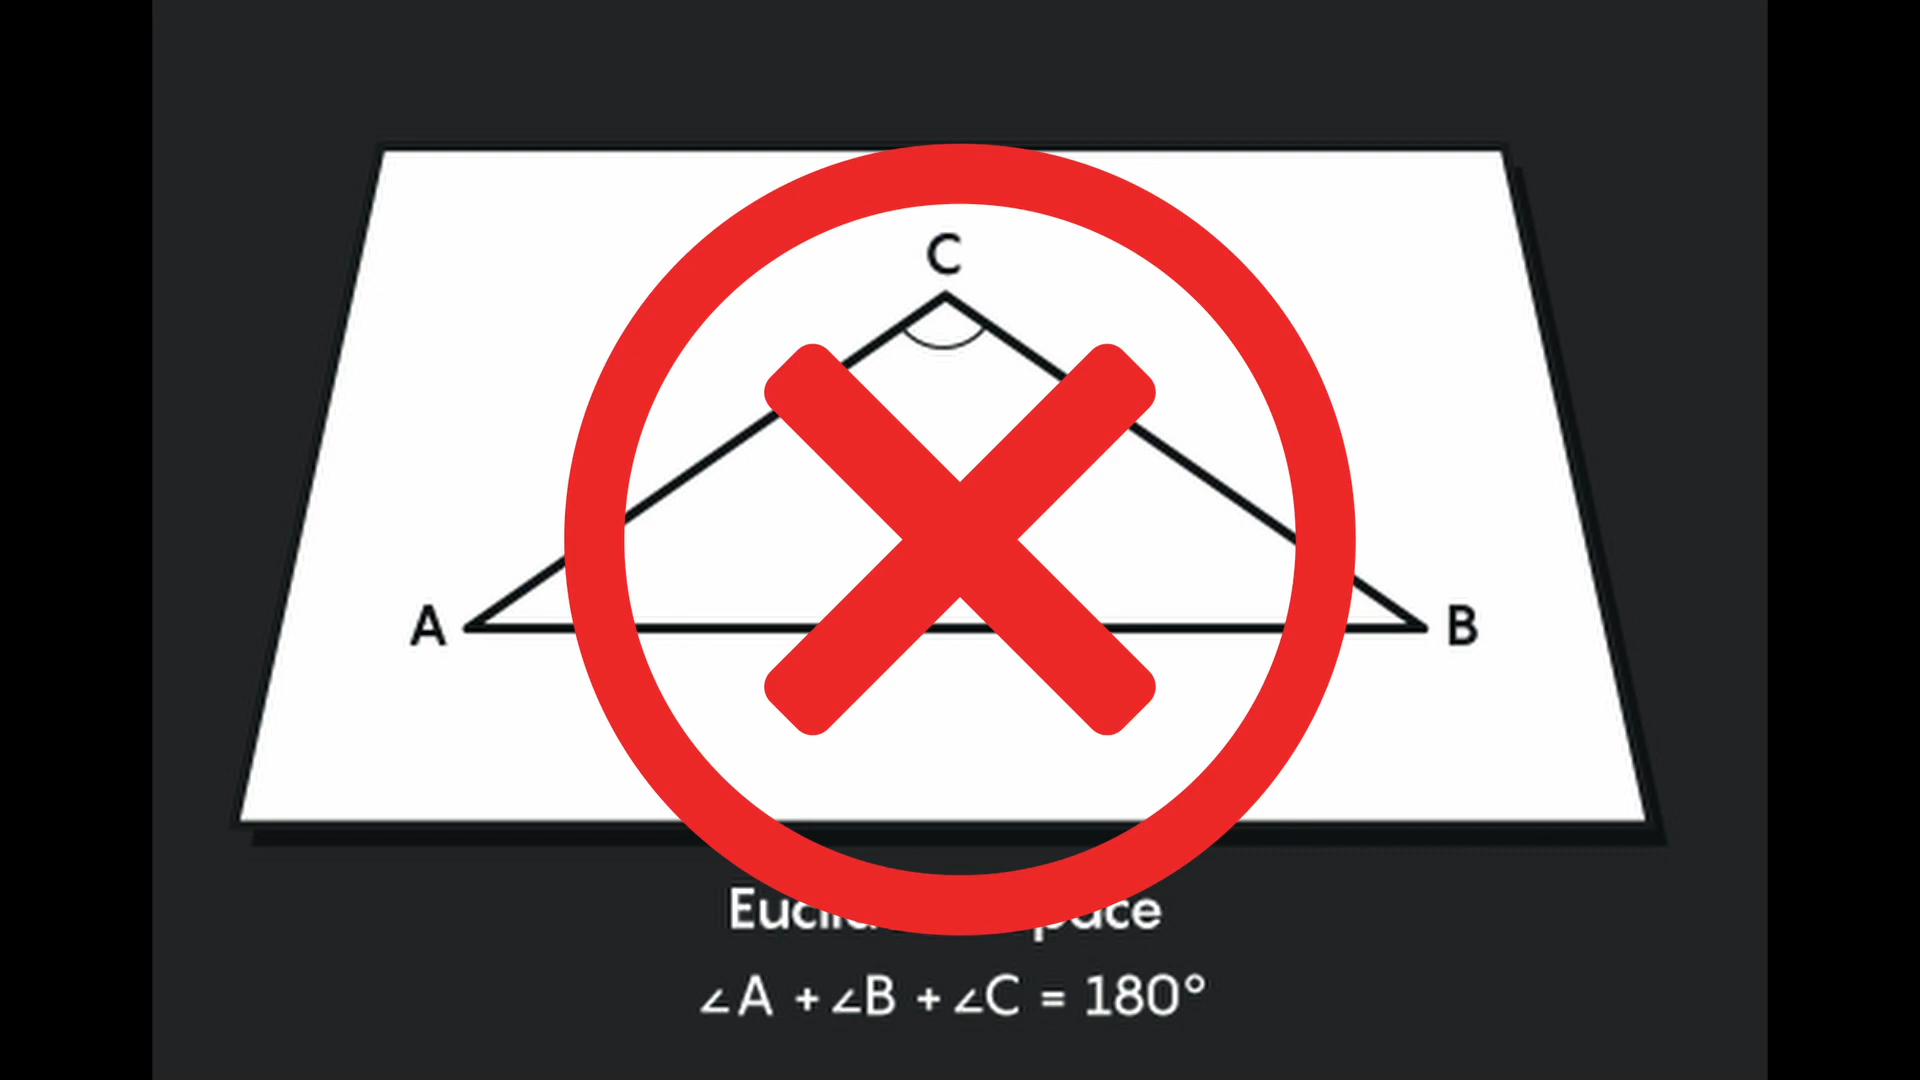 C
A
B
∠A + ∠B + ∠C = 180°